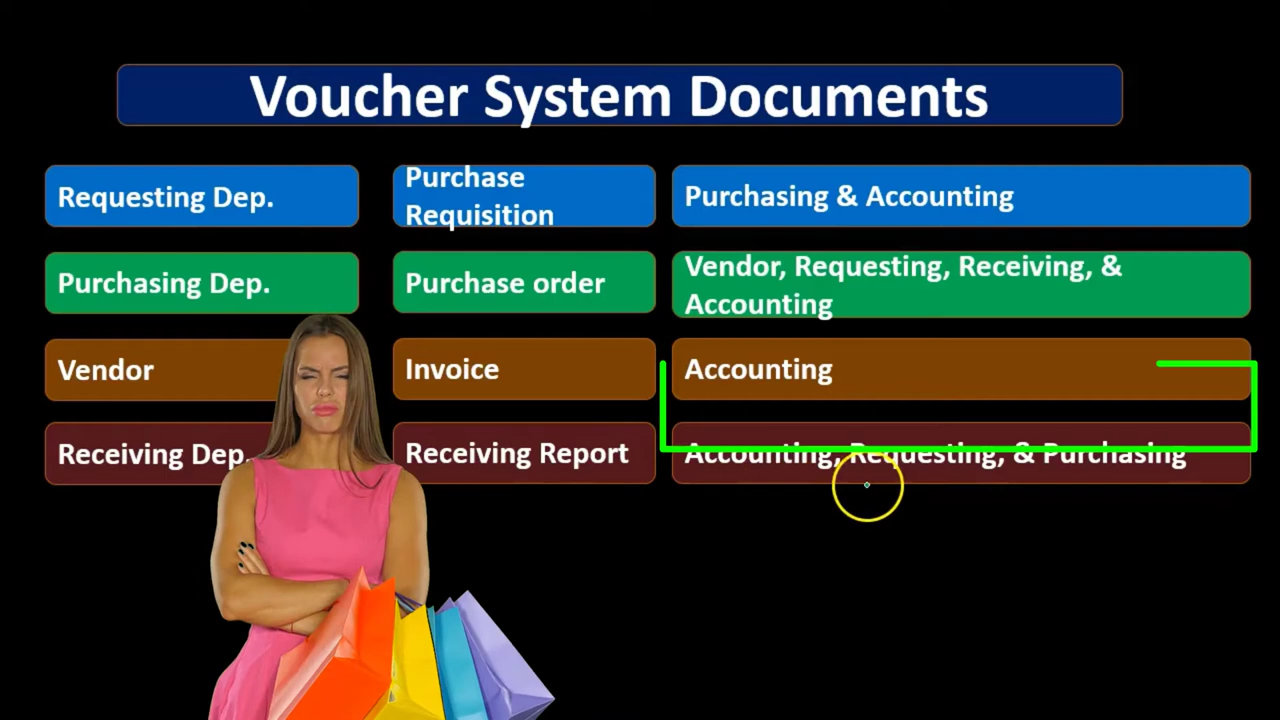 Voucher System Documents
Requesting Dep.
Purchase
Requisition
Purchasing & Accounting
Purchasing Dep.
Purchase order
Vendor, Requesting, Receiving, &
Accounting
Vendor
Invoice
Accounting
Receiving Dep.
Receiving Report
Accounting, Requesting, & Purchasing